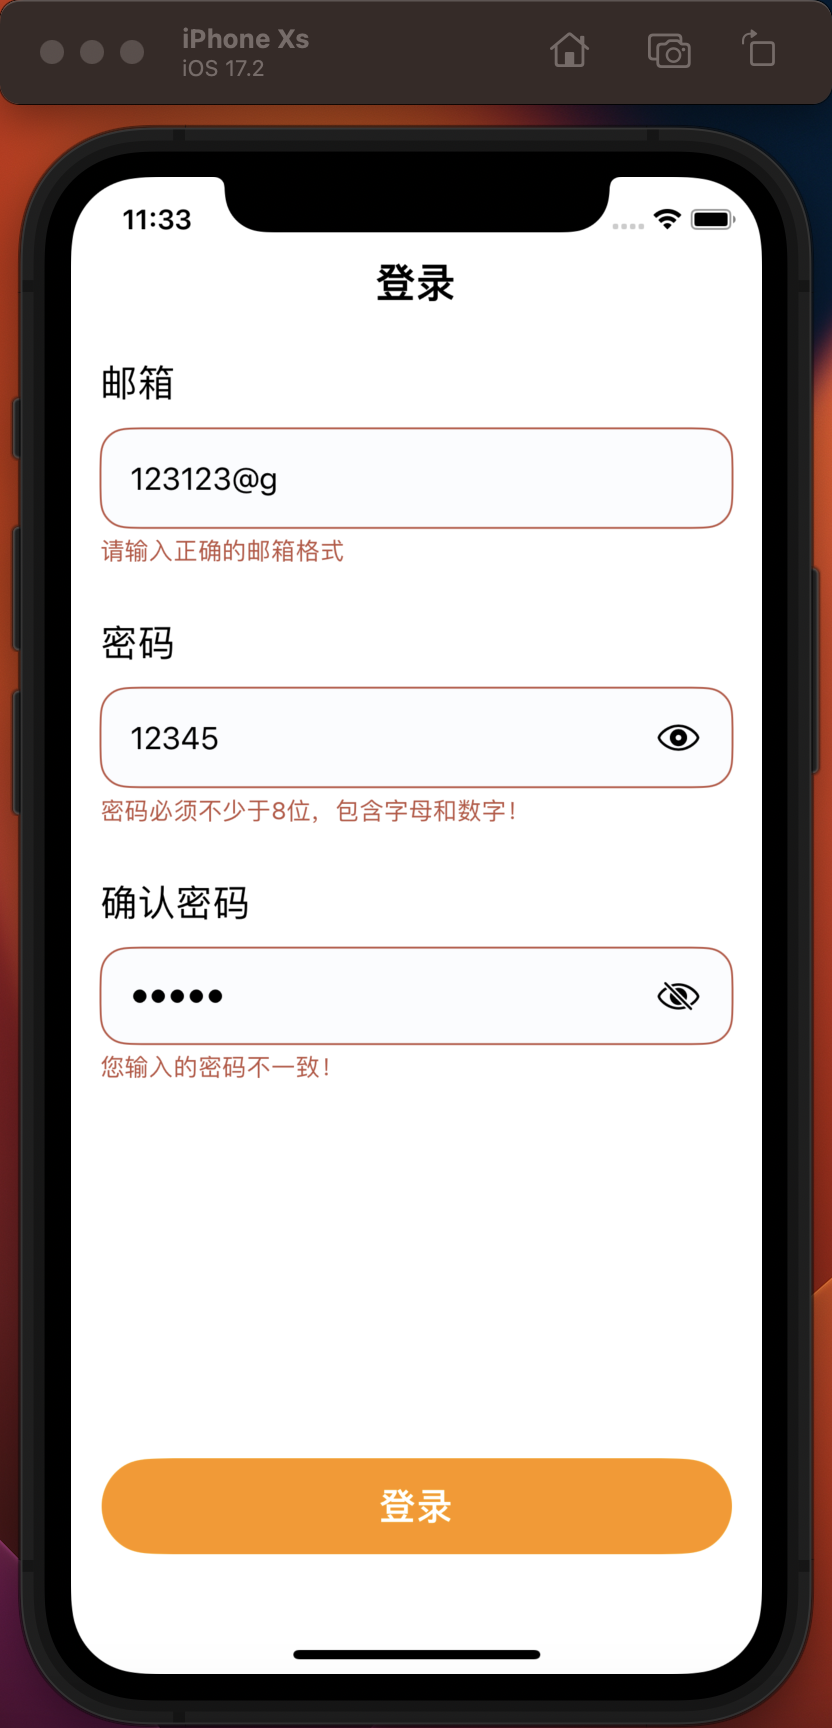 iPhone Xs
iOS 17.2
11:33
登录
邮箱
123123@g
请输入正确的邮箱格式
密码
12345
密码必须不少于8位，包含字母和数字！
确认密码
•••••
您输入的密码不一致！
登录